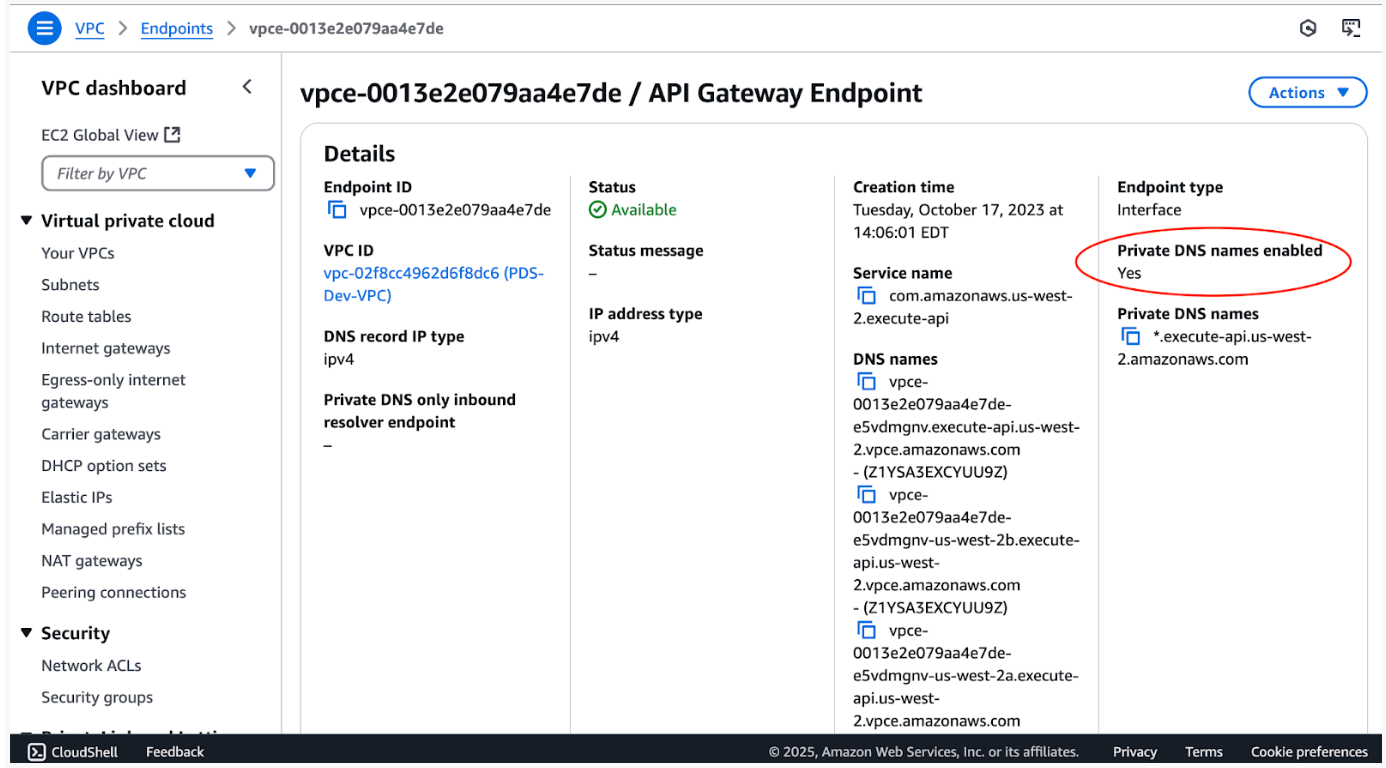 VPC > Endpoints > vpce-0013e2e079aa4e7de
VPC dashboard
EC2 Global View
Filter by VPC
Virtual private cloud
Your VPCs
Subnets
Route tables
Internet gateways
Egress-only internet
gateways
Carrier gateways
DHCP option sets
Elastic IPs
Managed prefix lists
NAT gateways
Peering connections
Security
Network ACLs
Security groups
vpce-0013e2e079aa4e7de / API Gateway Endpoint
Actions
Details
Endpoint ID
vpce-0013e2e079aa4e7de
VPC ID
vpc-02f8cc4962d6f8dc6 (PDS-
Dev-VPC)
DNS record IP type
ipv4
Private DNS only inbound
resolver endpoint
–
Status
Available
Status message
–
IP address type
ipv4
Creation time
Tuesday, October 17, 2023 at
14:06:01 EDT
Service name
com.amazonaws.us-west-
2.execute-api
DNS names
vpce-
0013e2e079aa4e7de-
e5vdmgnv.execute-api.us-west-
2.vpce.amazonaws.com
- (Z1YSA3EXCYUU9Z)
vpce-
0013e2e079aa4e7de-
e5vdmgnv-us-west-2b.execute-
api.us-west-
2.vpce.amazonaws.com
- (Z1YSA3EXCYUU9Z)
vpce-
0013e2e079aa4e7de-
e5vdmgnv-us-west-2a.execute-
api.us-west-
2.vpce.amazonaws.com
Endpoint type
Interface
Private DNS names enabled
Yes
Private DNS names
*.execute-api.us-west-
2.amazonaws.com
CloudShell
Feedback
© 2025, Amazon Web Services, Inc. or its affiliates.
Privacy
Terms
Cookie preferences